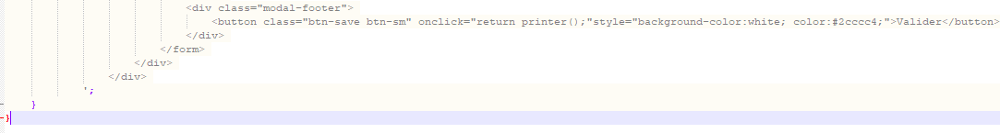 <div class="modal-footer">
<button class="btn-save btn-sm" onclick="return printer();"style="background-color:white; color:#2cccc4;">Valider</button>
</div>
</form>
</div>
</div>
';
}
}